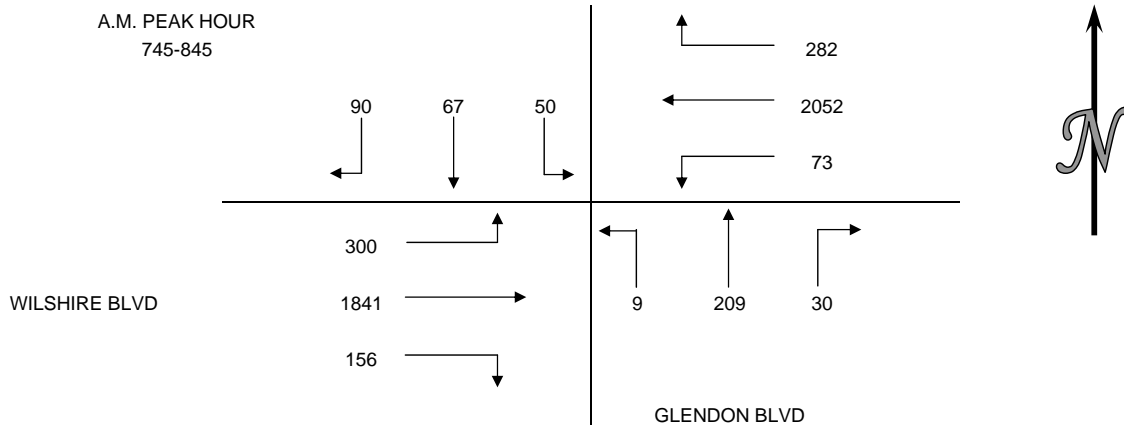 A.M. PEAK HOUR
745-845
282
90 67 50 2052
73
N
300
WILSHIRE BLVD 1841 9 209 30
156
GLENDON BLVD